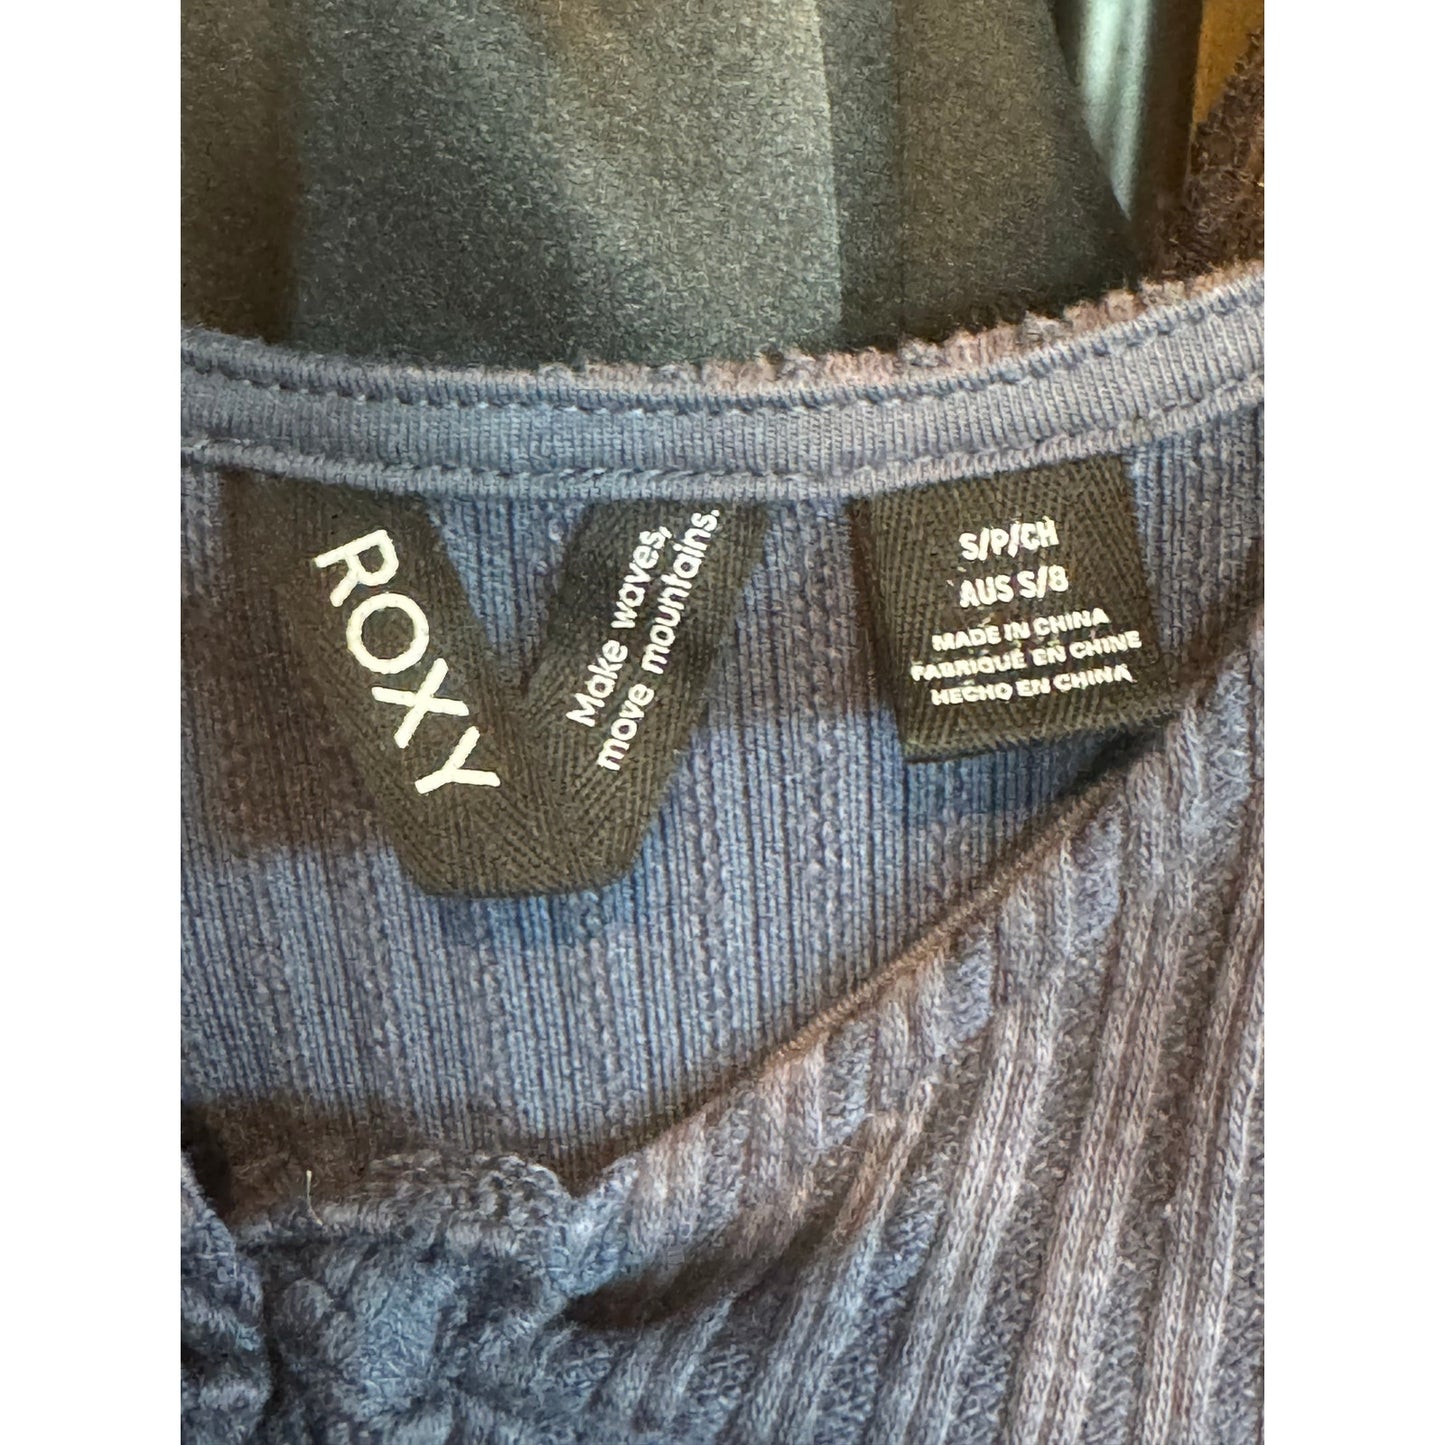 ROXY
Make waves,
move mountains.
S/P/CH
AUS S/8
MADE IN CHINA
FABRIQUÉ EN CHINE
HECHO EN CHINA